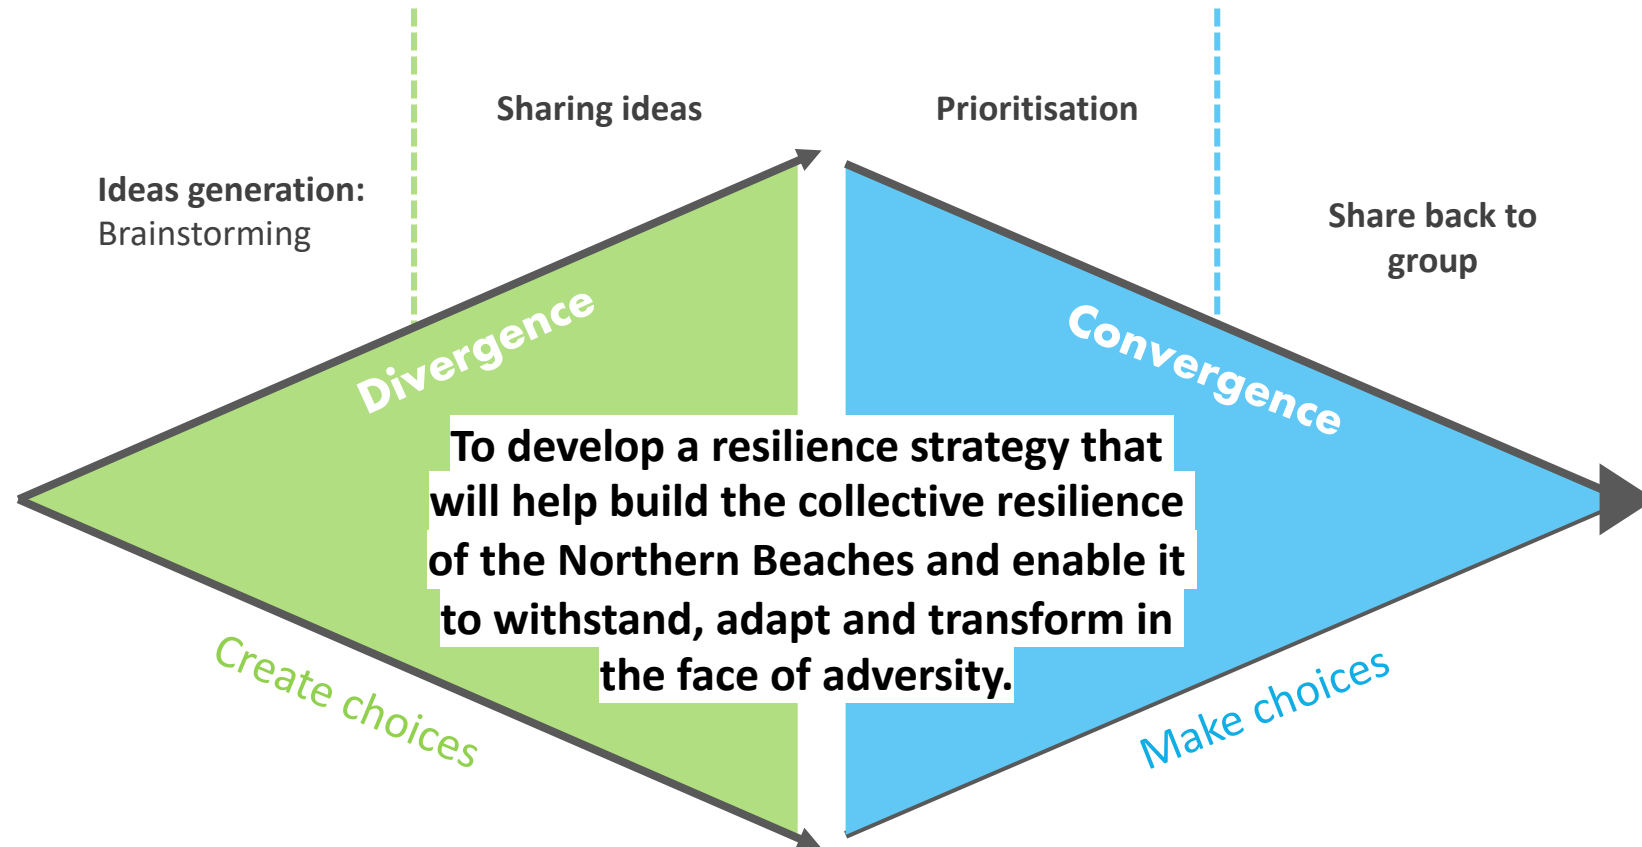 Sharing ideas
Prioritisation
Ideas generation:
Brainstorming
Share back to
group
Divergence
Convergence
To develop a resilience strategy that
will help build the collective resilience
of the Northern Beaches and enable it
to withstand, adapt and transform in
the face of adversity.
Create choices
Make choices